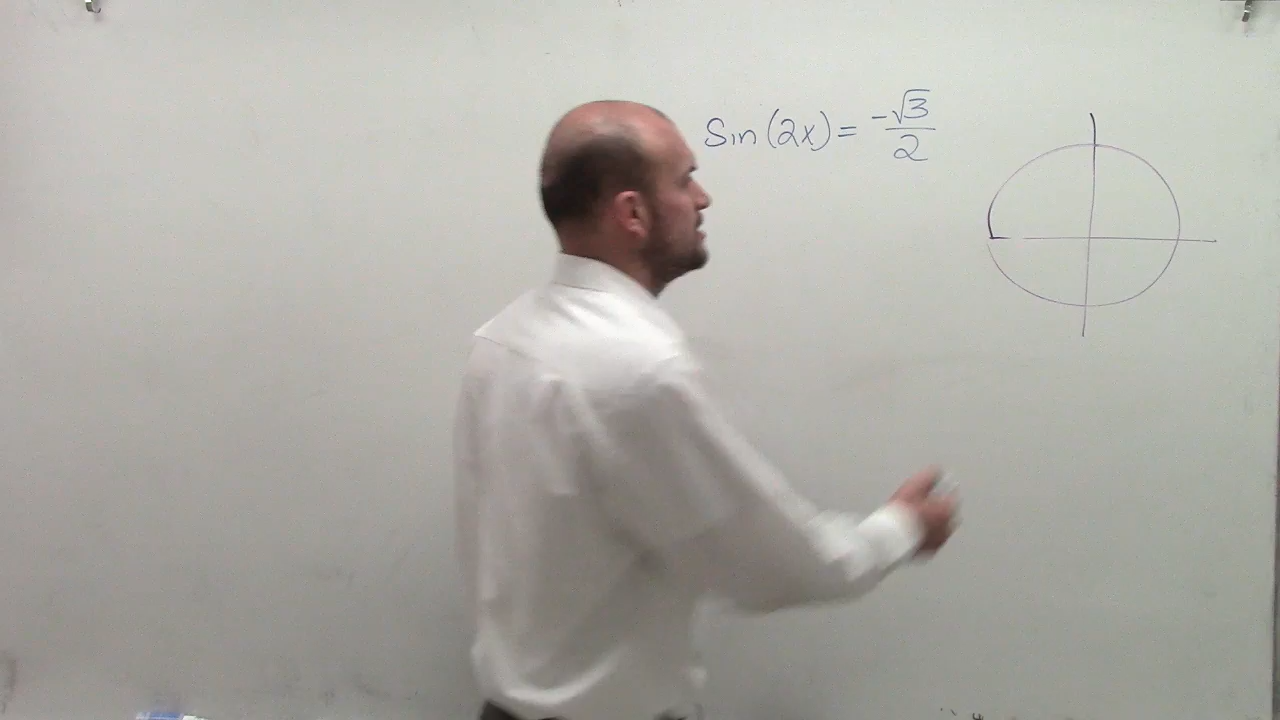 Sin(2x) = -√3/2